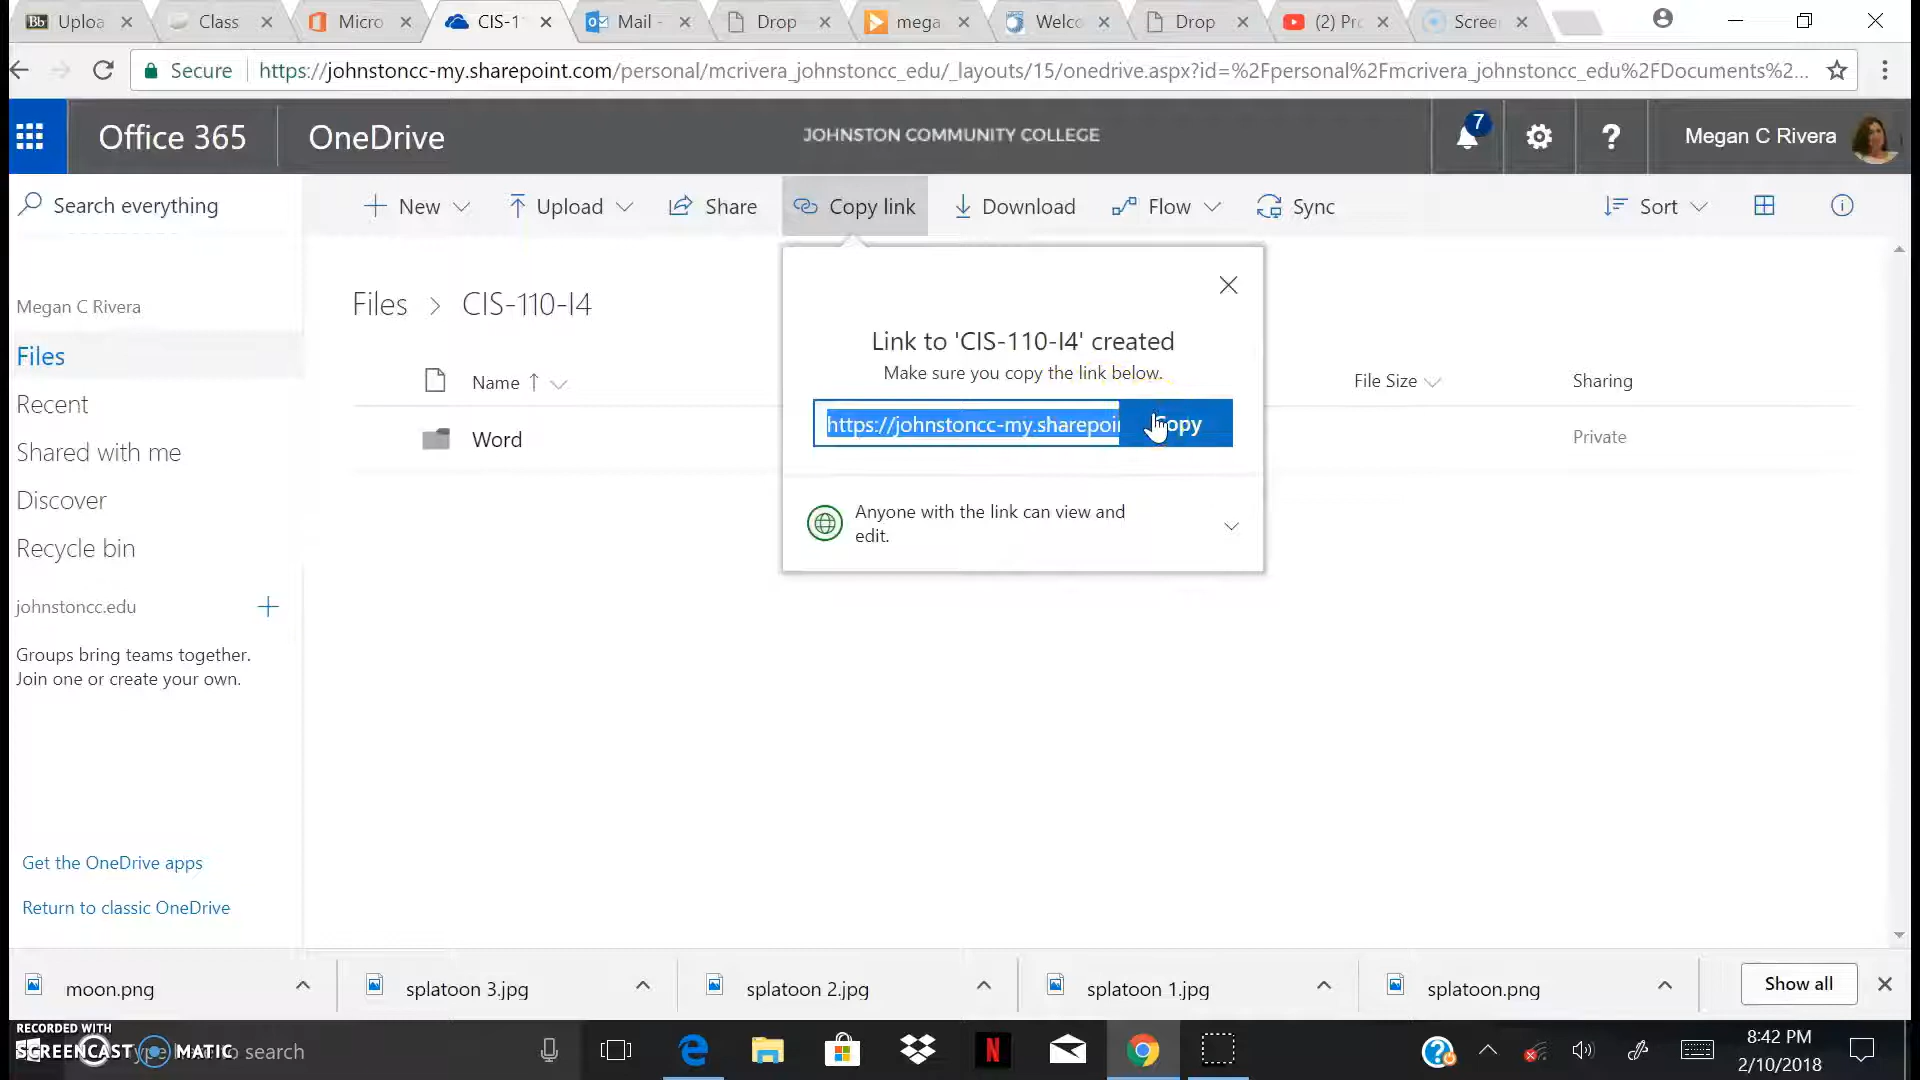 Bb Uploa
Class
Micro
CIS-1
Mail -
Drop
mega
Welco
Drop
(2) Pr
Scree
Secure
https://johnstoncc-my.sharepoint.com/personal/mcrivera_johnstoncc_edu/_layouts/15/onedrive.aspx?id=%2Fpersonal%2Fmcrivera_johnstoncc_edu%2FDocuments%2...
Office 365
OneDrive
JOHNSTON COMMUNITY COLLEGE
7
?
Megan C Rivera
Search everything
New
Upload
Share
Copy link
Download
Flow
Sync
Sort
Megan C Rivera
Files
Recent
Shared with me
Discover
Recycle bin
johnstoncc.edu
Groups bring teams together.
Join one or create your own.
Get the OneDrive apps
Return to classic OneDrive
Files > CIS-110-I4
Name ↑
File Size
Sharing
Word
Private
Link to 'CIS-110-I4' created
Make sure you copy the link below.
https://johnstoncc-my.sharepoi
Copy
Anyone with the link can view and
edit.
moon.png
splatoon 3.jpg
splatoon 2.jpg
splatoon 1.jpg
splatoon.png
Show all
RECORDED WITH
SCREENCAST MATIC
to search
8:42 PM
2/10/2018